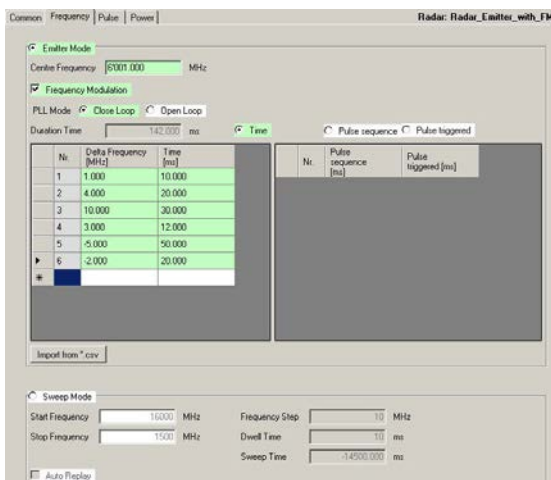 Common Frequency Pulse Power Radar: Radar_Emitter_with_FM
Emitter Mode
Centre Frequency 6'001.000 MHz
Frequency Modulation
PLL Mode Close Loop Open Loop
Duration Time 142.000 ms Time Pulse sequence Pulse triggered
Nr. Delta Frequency [MHz] Time [ms] Nr. Pulse sequence [ms] Pulse triggered [ms]
1 1.000 10.000
2 4.000 20.000
3 10.000 30.000
4 3.000 12.000
5 -5.000 50.000
6 -2.000 20.000
Import from *.csv
Sweep Mode
Start Frequency 16000 MHz Frequency Step 10 MHz
Stop Frequency 1500 MHz Dwell Time 10 ms
Sweep Time -14500.000 ms
Auto Replay